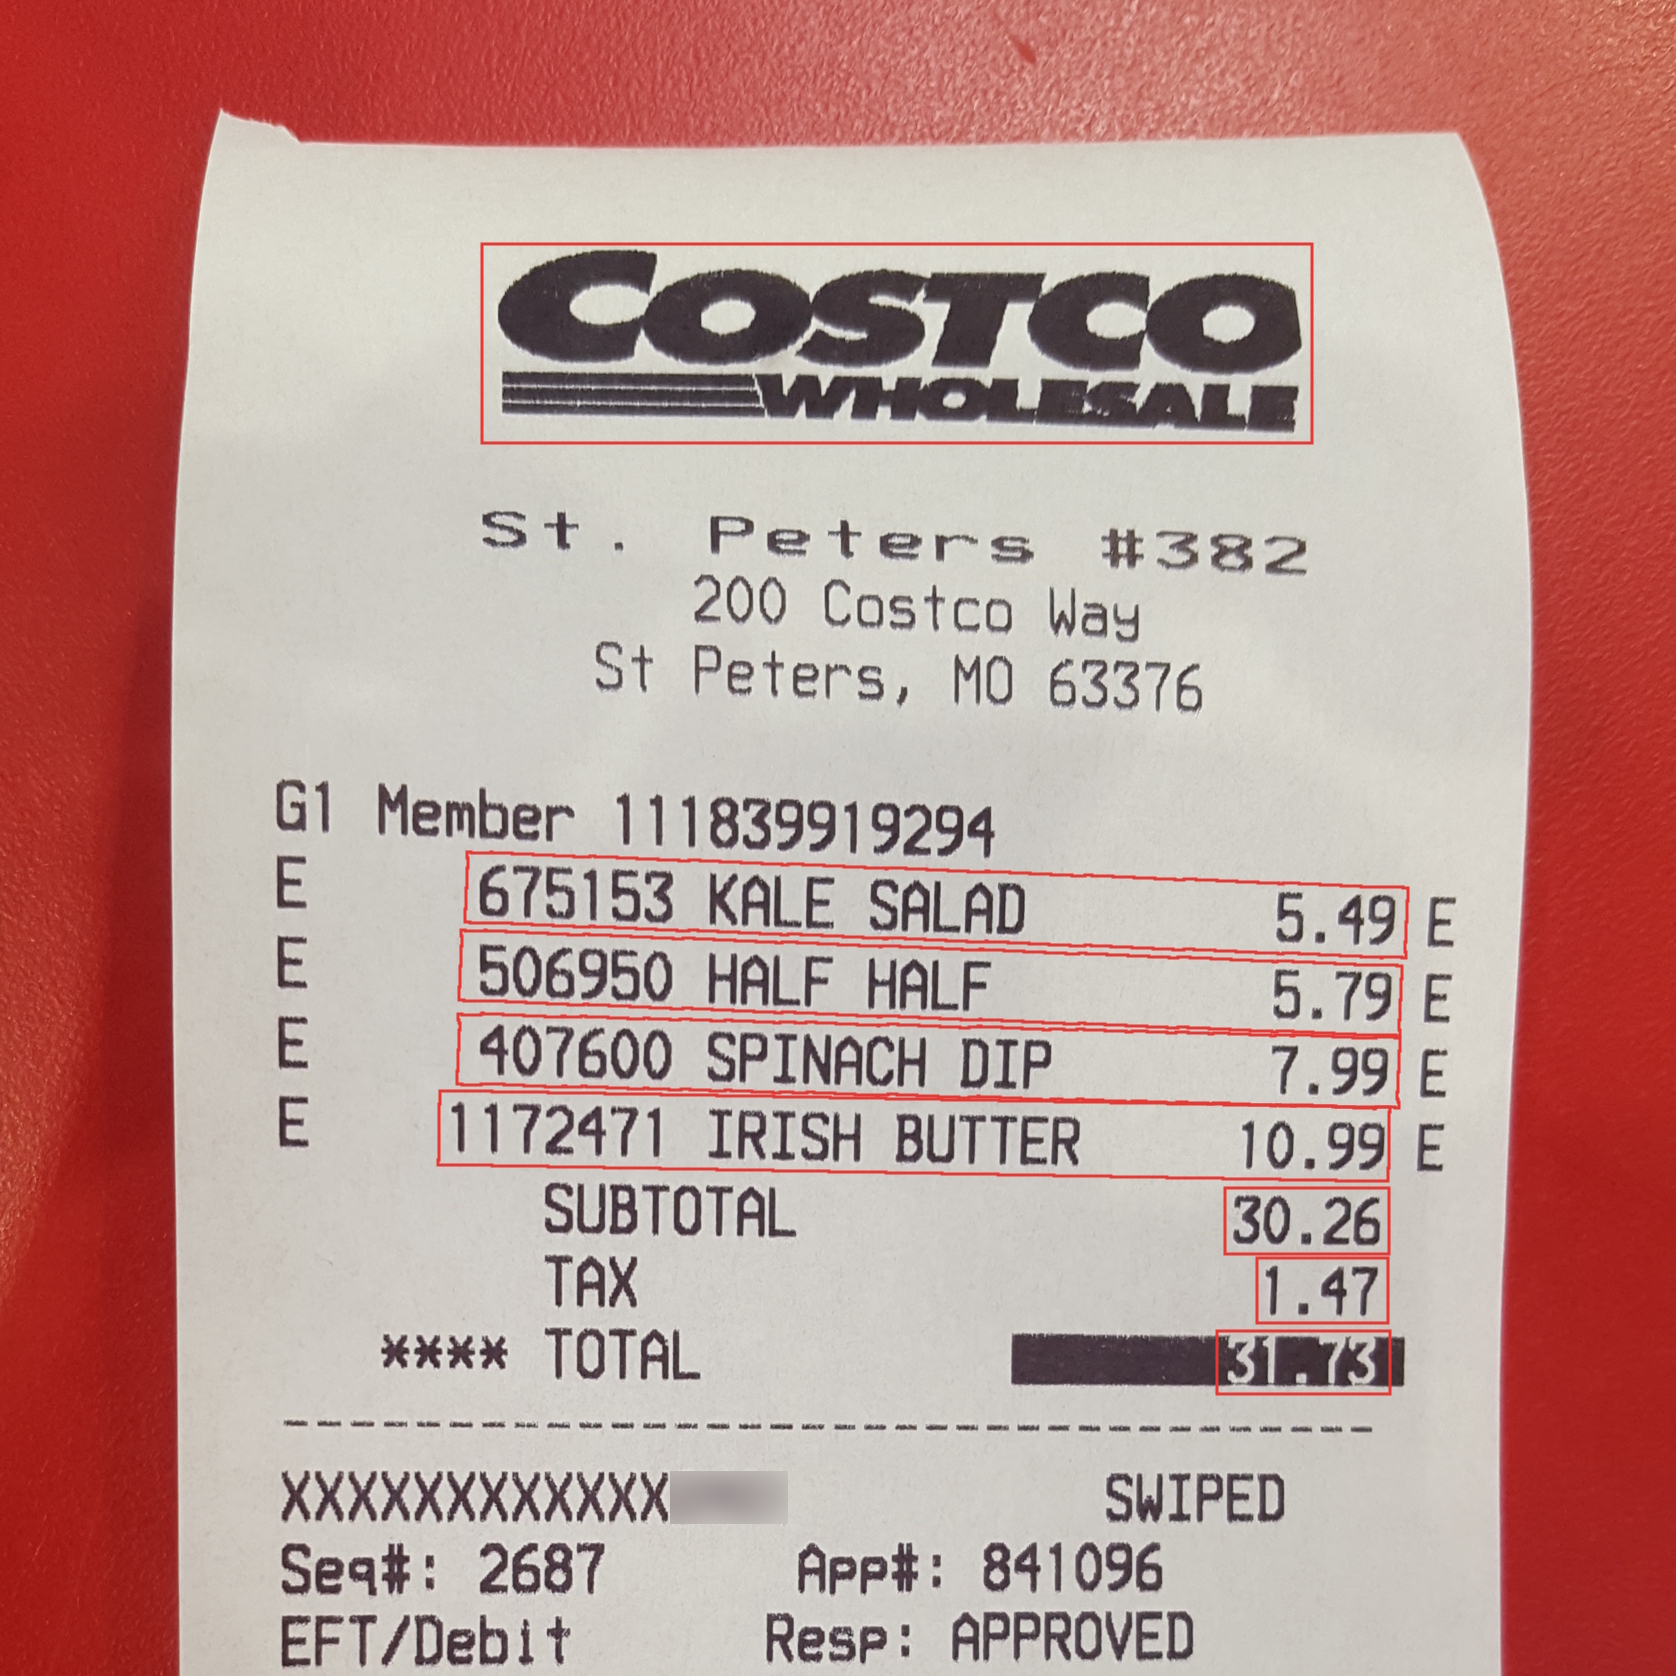 COSTCO
WHOLESALE
St. Peters #382
200 Costco Way
St Peters, MO 63376
G1 Member 111839919294
E 675153 KALE SALAD 5.49 E
E 506950 HALF HALF 5.79 E
E 407600 SPINACH DIP 7.99 E
E 1172471 IRISH BUTTER 10.99 E
SUBTOTAL 30.26
TAX 1.47
**** TOTAL 31.73
XXXXXXXXXXXX SWIPED
Seq#: 2687 App#: 841096
EFT/Debit Resp: APPROVED